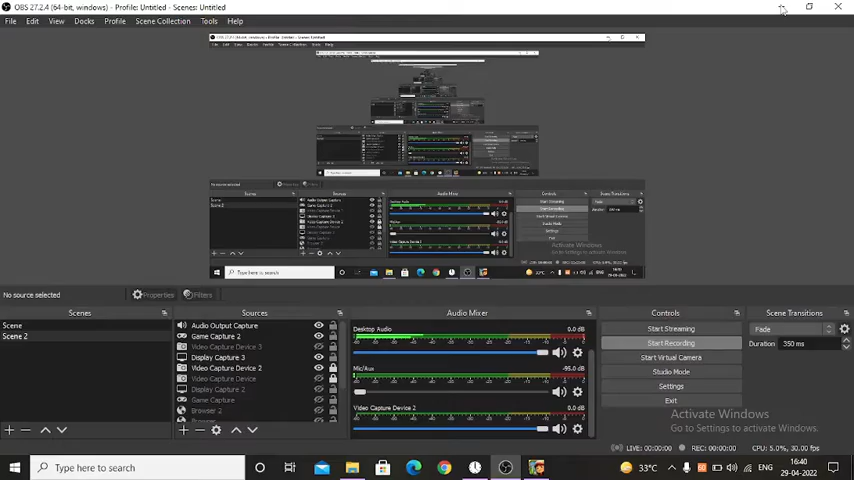 OBS 27.2.4 (64-bit, windows) - Profile: Untitled - Scenes: Untitled
File Edit View Docks Profile Scene Collection Tools Help
No source selected Properties Filters
Scenes Sources Audio Mixer Controls Scene Transitions
Scene
Scene 2
Audio Output Capture
Game Capture 2
Video Capture Device 3
Display Capture 3
Video Capture Device 2
Video Capture Device
Display Capture 2
Game Capture
Browser 2
Desktop Audio 0.0 dB
Mic/Aux -95.0 dB
Video Capture Device 2 0.0 dB
Start Streaming
Start Recording
Start Virtual Camera
Studio Mode
Settings
Exit
Fade
Duration 350 ms
Activate Windows
Go to Settings to activate Windows.
LIVE: 00:00:00 REC: 00:00:00 CPU: 5.0%, 30.00 fps
Type here to search
33°C ENG 16:40
29-04-2022